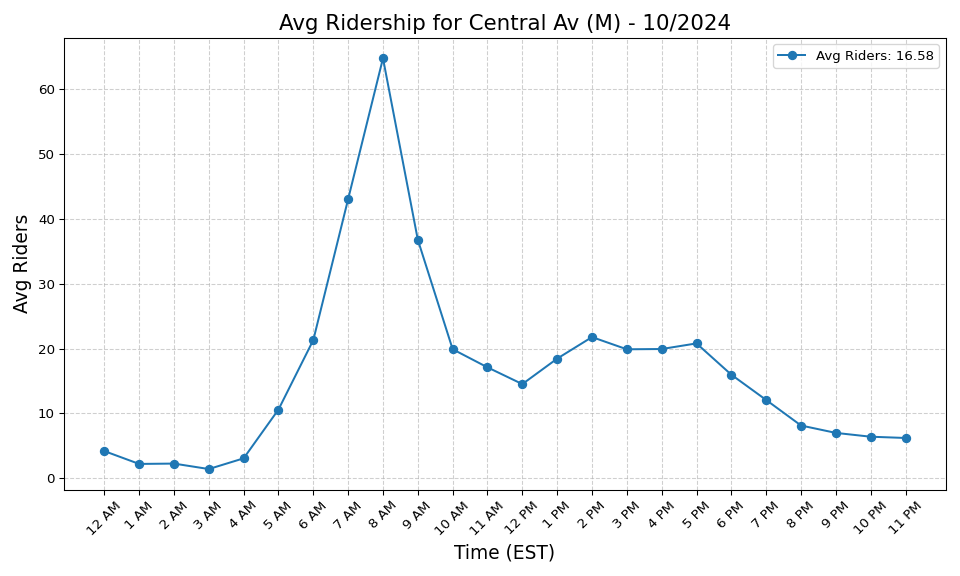 Avg Ridership for Central Av (M) - 10/2024
Avg Riders: 16.58
Avg Riders
60
50
40
30
20
10
0
12 AM 1 AM 2 AM 3 AM 4 AM 5 AM 6 AM 7 AM 8 AM 9 AM 10 AM 11 AM 12 PM 1 PM 2 PM 3 PM 4 PM 5 PM 6 PM 7 PM 8 PM 9 PM 10 PM 11 PM
Time (EST)